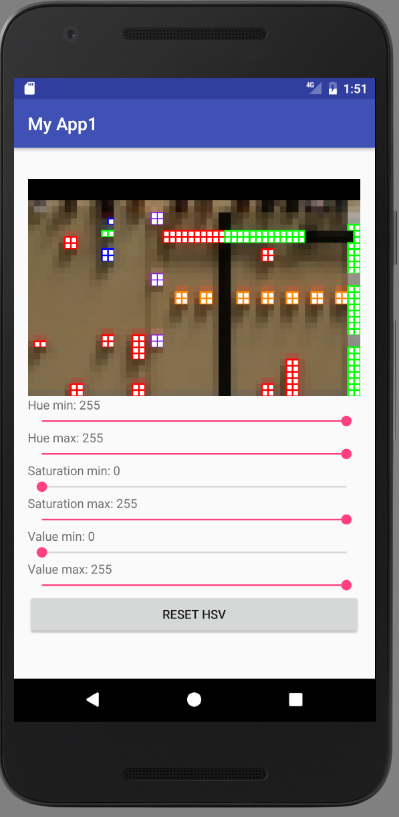 4G 1:51
My App1
Hue min: 255
Hue max: 255
Saturation min: 0
Saturation max: 255
Value min: 0
Value max: 255
RESET HSV